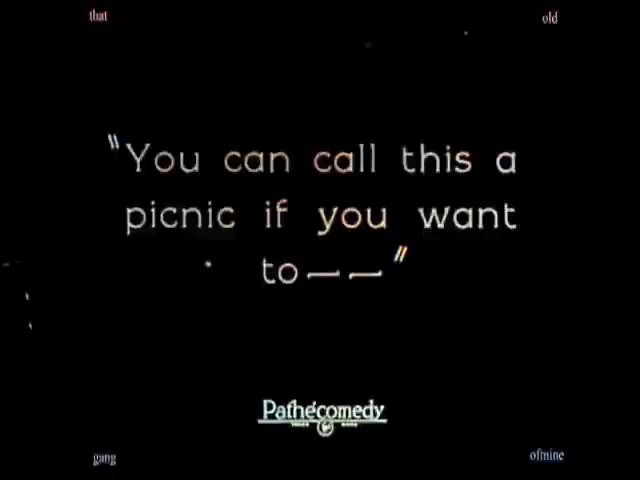 that old
"You can call this a
picnic if you want
to — —"
Pathécomedy
gang ofmine